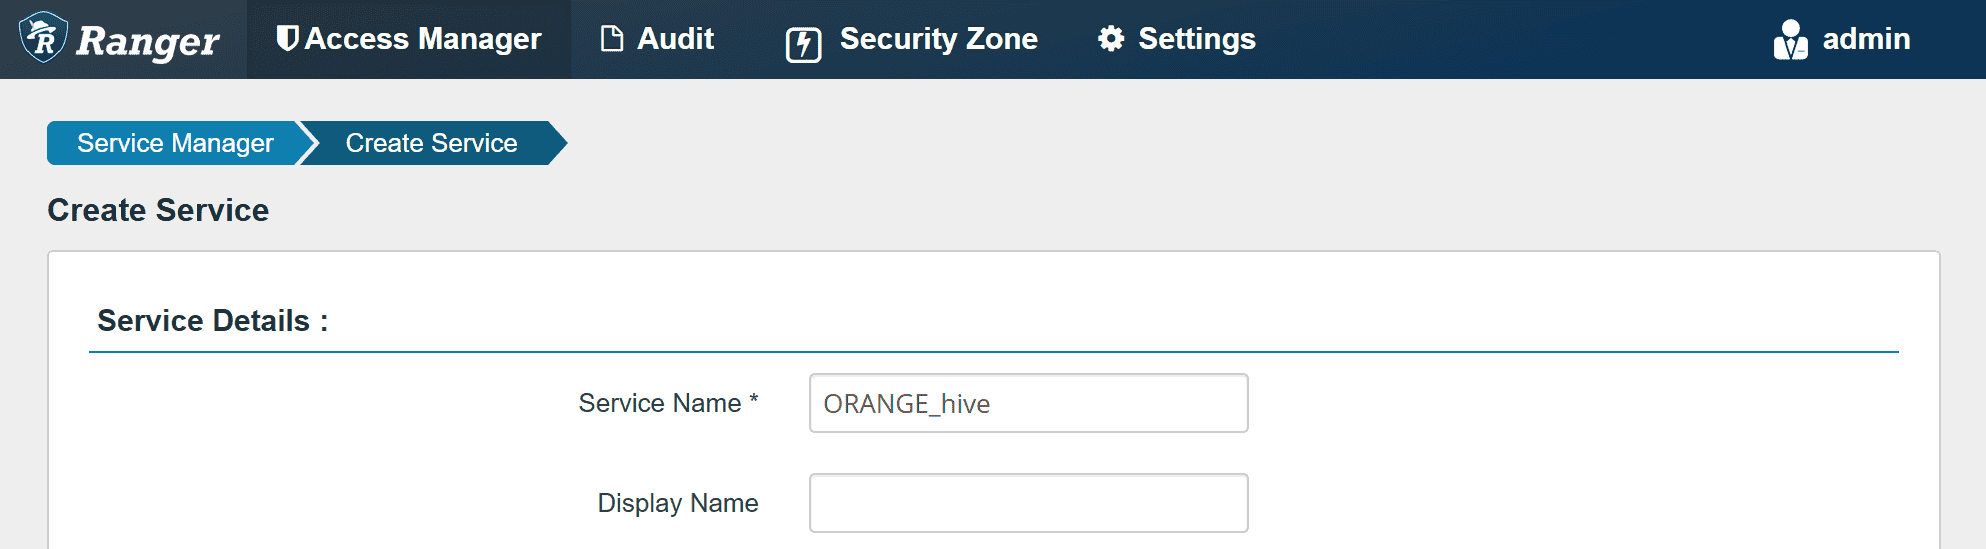 R Ranger Access Manager Audit Security Zone Settings admin
Service Manager Create Service
Create Service
Service Details :
Service Name * ORANGE_hive
Display Name